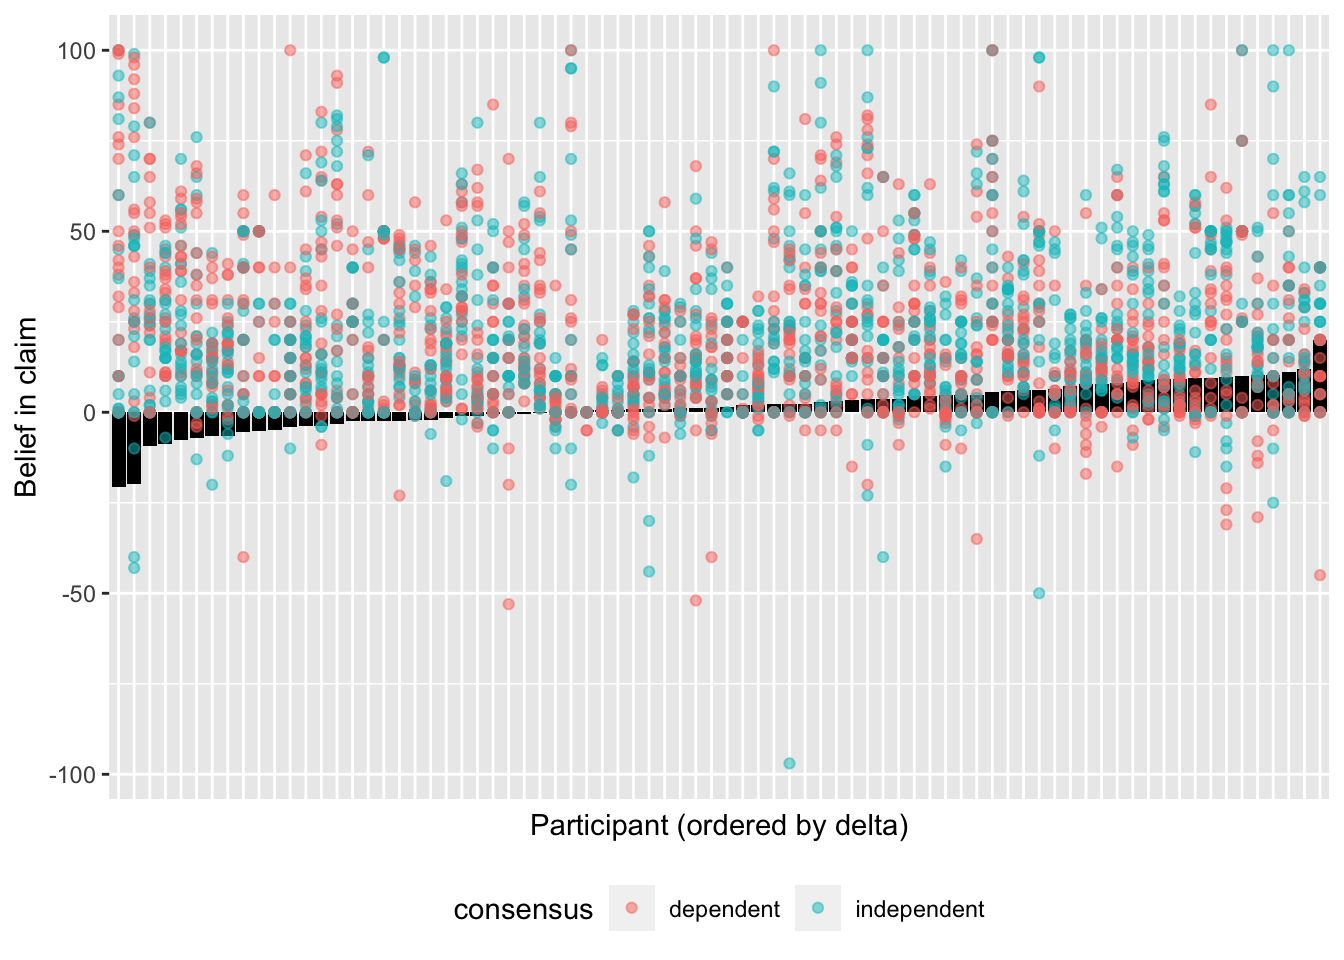 100
50
0
-50
-100
Belief in claim
Participant (ordered by delta)
consensus dependent independent